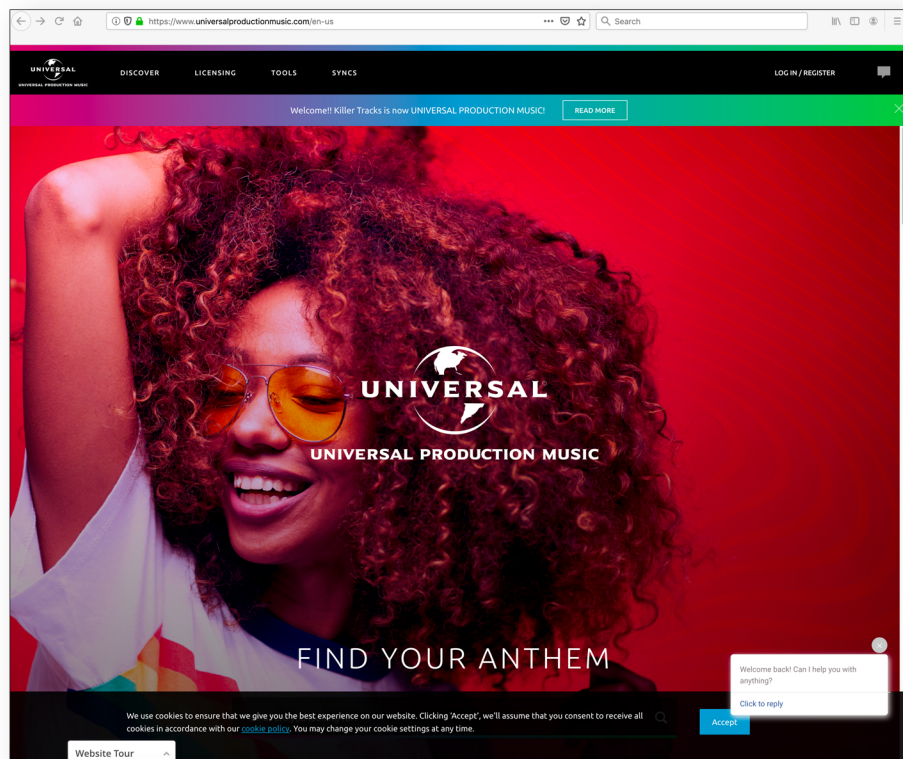 https://www.universalproductionmusic.com/en-us
Search
UNIVERSAL
UNIVERSAL PRODUCTION MUSIC
DISCOVER
LICENSING
TOOLS
SYNCS
LOG IN / REGISTER
Welcome!! Killer Tracks is now UNIVERSAL PRODUCTION MUSIC!
READ MORE
UNIVERSAL
UNIVERSAL PRODUCTION MUSIC
FIND YOUR ANTHEM
Welcome back! Can I help you with
anything?
Click to reply
We use cookies to ensure that we give you the best experience on our website. Clicking ‘Accept’, we’ll assume that you consent to receive all
cookies in accordance with our cookie policy. You may change your cookie settings at any time.
Accept
Website Tour